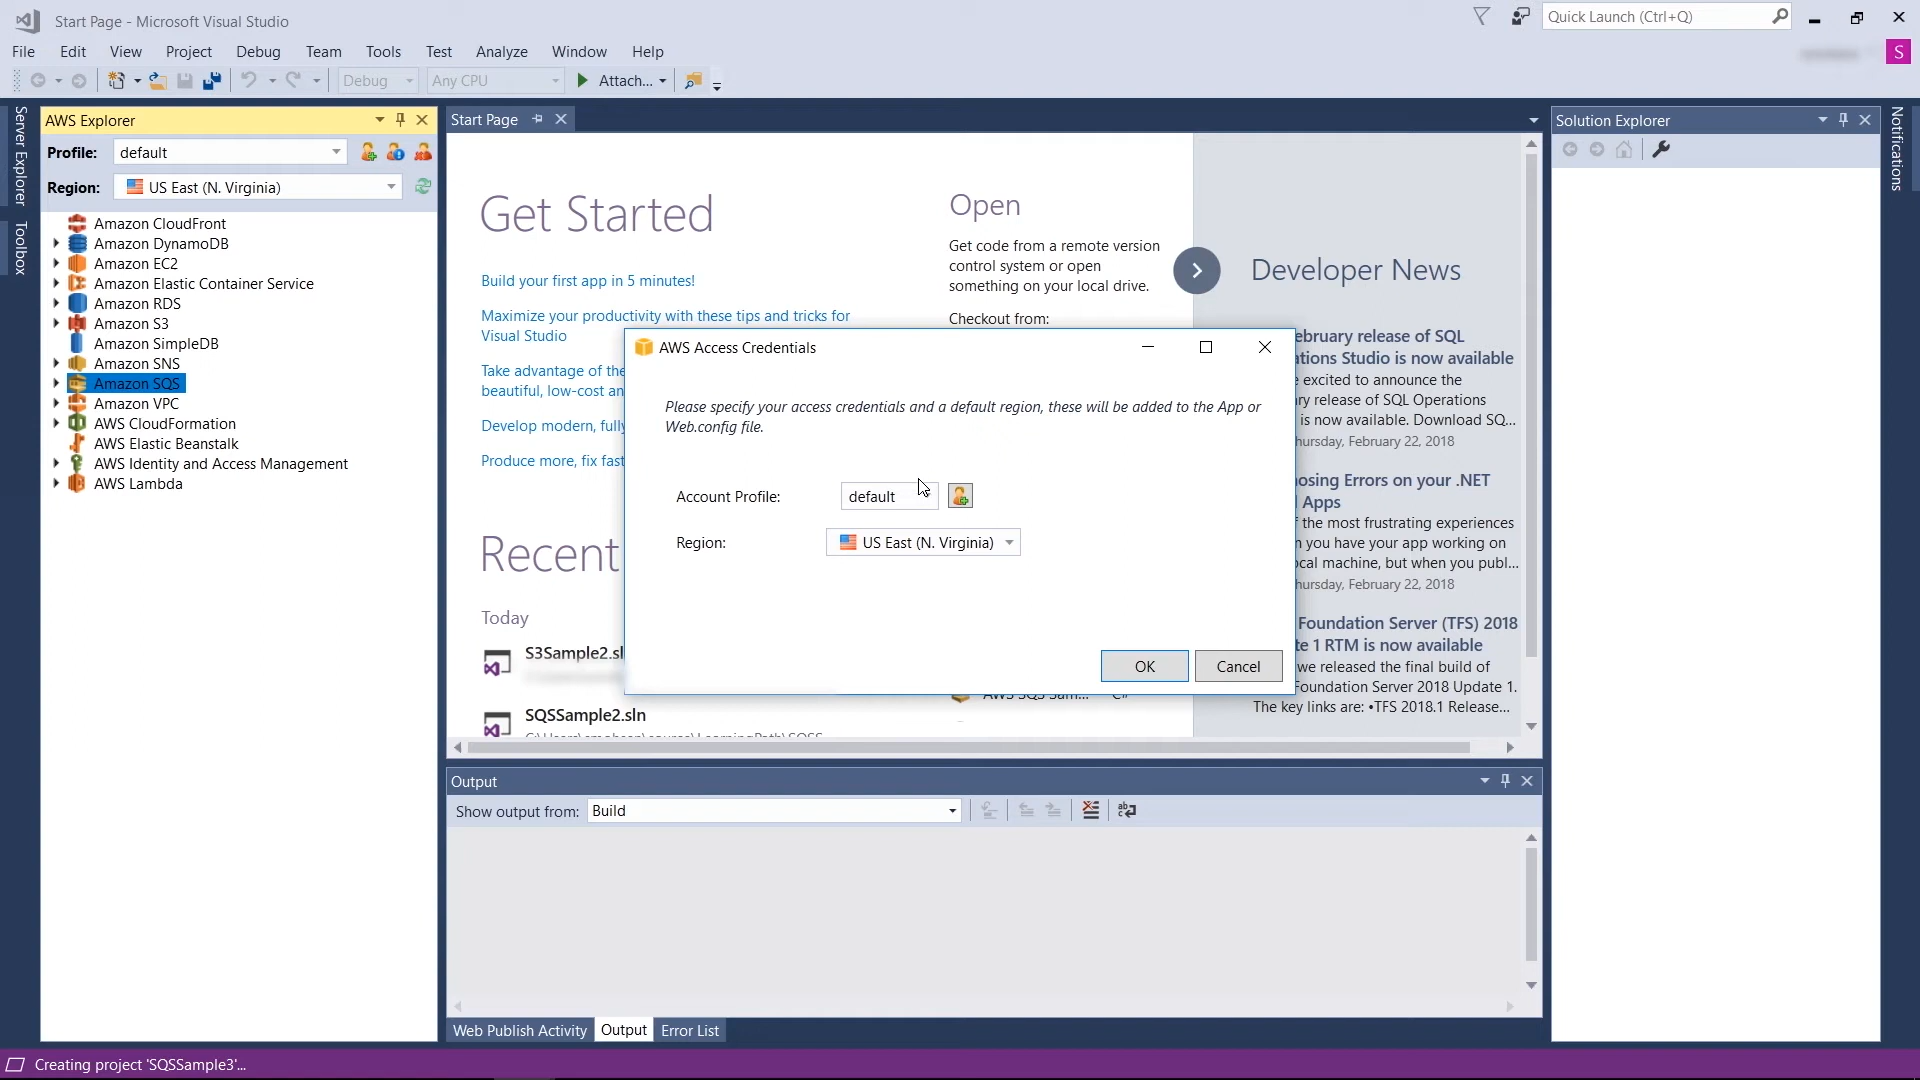 Start Page - Microsoft Visual Studio
Quick Launch (Ctrl+Q)
File Edit View Project Debug Team Tools Test Analyze Window Help
S
Debug Any CPU Attach...
Server Explorer
Toolbox
AWS Explorer
Profile: default
Region: US East (N. Virginia)
Amazon CloudFront
Amazon DynamoDB
Amazon EC2
Amazon Elastic Container Service
Amazon RDS
Amazon S3
Amazon SimpleDB
Amazon SNS
Amazon SQS
Amazon VPC
AWS CloudFormation
AWS Elastic Beanstalk
AWS Identity and Access Management
AWS Lambda
Start Page
Get Started
Build your first app in 5 minutes!
Maximize your productivity with these tips and tricks for
Visual Studio
Take advantage of the
beautiful, low-cost an
Develop modern, fully
Produce more, fix fast
Recent
Today
S3Sample2.sl
SQSSample2.sln
Open
Get code from a remote version
control system or open
something on your local drive.
Checkout from:
Developer News
ebruary release of SQL
ations Studio is now available
e excited to announce the
ry release of SQL Operations
is now available. Download SQ...
hursday, February 22, 2018
osing Errors on your .NET
Apps
f the most frustrating experiences
n you have your app working on
ocal machine, but when you publ...
hursday, February 22, 2018
Foundation Server (TFS) 2018
te 1 RTM is now available
we released the final build of
Foundation Server 2018 Update 1.
The key links are: •TFS 2018.1 Release...
AWS Access Credentials
Please specify your access credentials and a default region, these will be added to the App or
Web.config file.
Account Profile: default
Region: US East (N. Virginia)
OK Cancel
Output
Show output from: Build
Web Publish Activity Output Error List
Solution Explorer
Notifications
Creating project 'SQSSample3'...